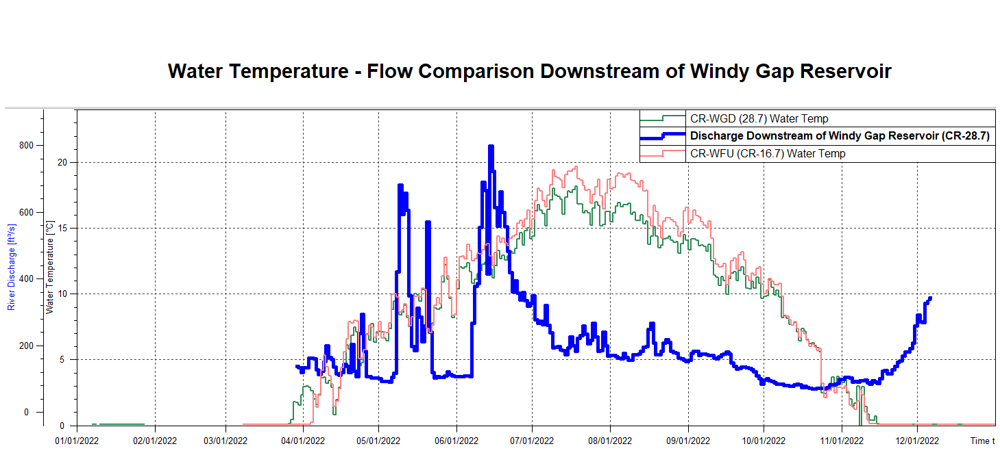 Water Temperature - Flow Comparison Downstream of Windy Gap Reservoir
CR-WGD (28.7) Water Temp
Discharge Downstream of Windy Gap Reservoir (CR-28.7)
CR-WFU (CR-16.7) Water Temp
River Discharge [ft³/s]
800
600
400
200
0
Water Temperature [°C]
20
15
10
5
0
01/01/2022 02/01/2022 03/01/2022 04/01/2022 05/01/2022 06/01/2022 07/01/2022 08/01/2022 09/01/2022 10/01/2022 11/01/2022 12/01/2022 Time t